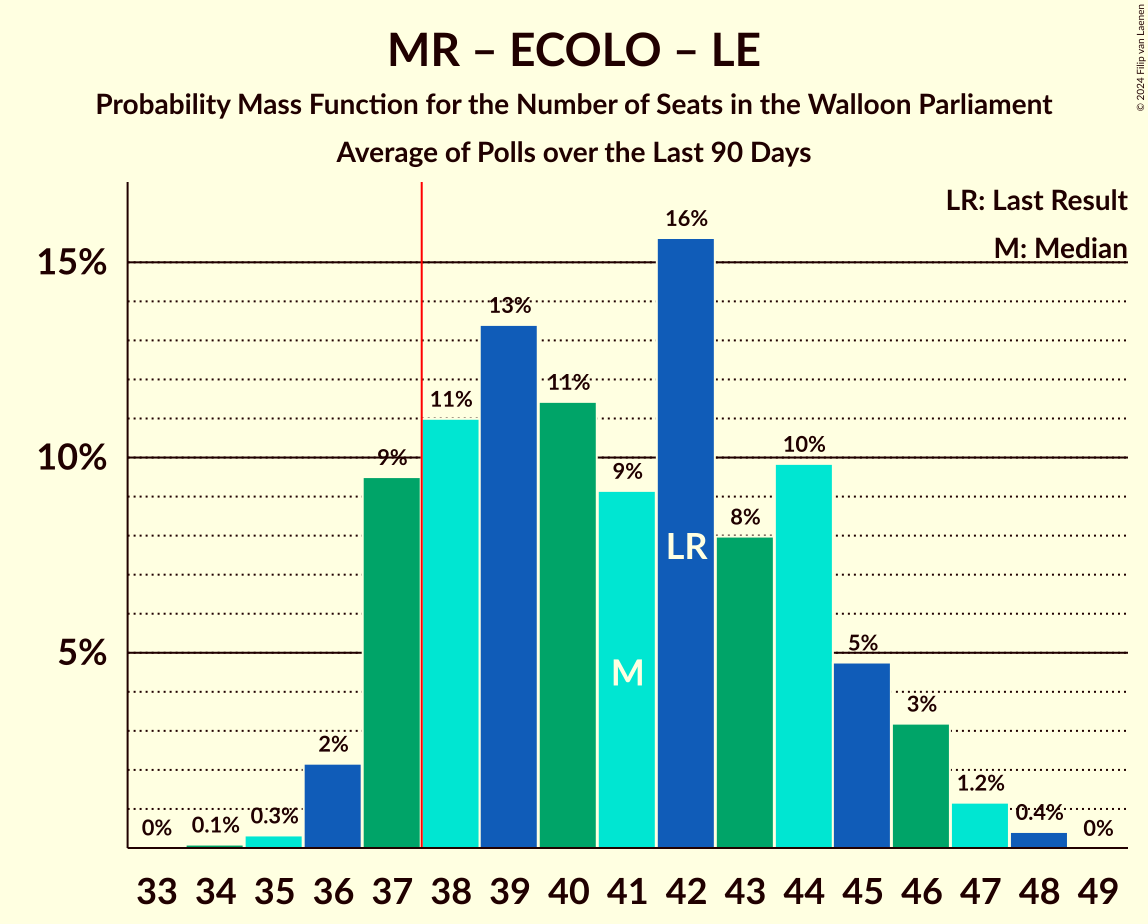 MR – ECOLO – LE
Probability Mass Function for the Number of Seats in the Walloon Parliament
Average of Polls over the Last 90 Days
© 2024 Filip van Laenen
LR: Last Result
M: Median
15%
10%
5%
0%
0.1%
0.3%
2%
9%
11%
13%
11%
9%
16%
8%
10%
5%
3%
1.2%
0.4%
0%
LR
M
33 34 35 36 37 38 39 40 41 42 43 44 45 46 47 48 49